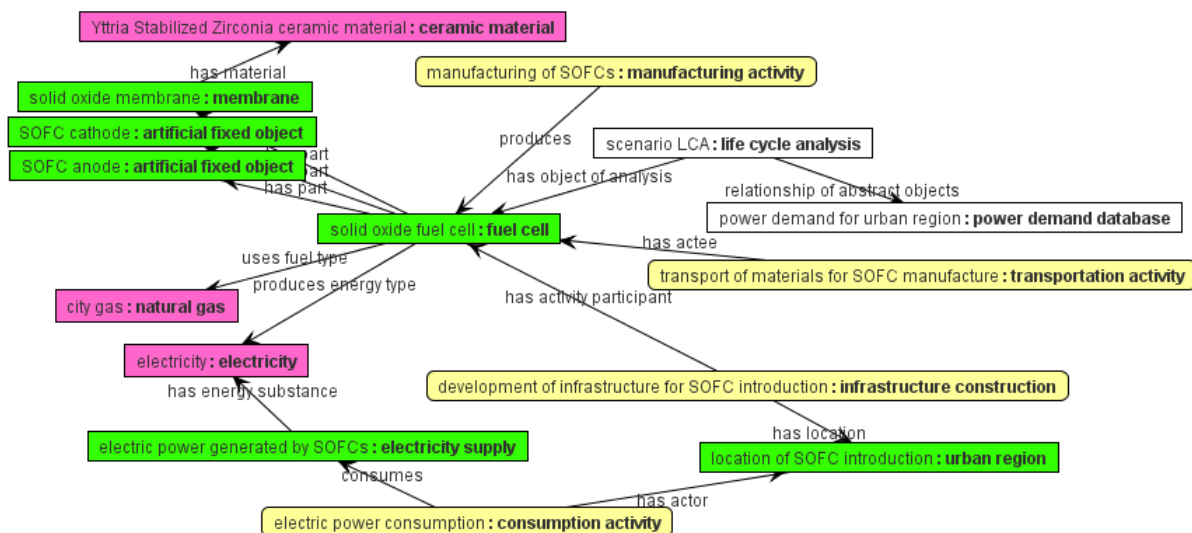 Yttria Stabilized Zirconia ceramic material : ceramic material
has material
manufacturing of SOFCs : manufacturing activity
solid oxide membrane : membrane
SOFC cathode : artificial fixed object
produces
scenario LCA : life cycle analysis
SOFC anode : artificial fixed object
part
part
has part
has object of analysis
relationship of abstract objects
power demand for urban region : power demand database
solid oxide fuel cell : fuel cell
has actee
uses fuel type
transport of materials for SOFC manufacture : transportation activity
produces energy type
has activity participant
city gas : natural gas
electricity : electricity
development of infrastructure for SOFC introduction : infrastructure construction
has energy substance
has location
electric power generated by SOFCs : electricity supply
location of SOFC introduction : urban region
consumes
has actor
electric power consumption : consumption activity